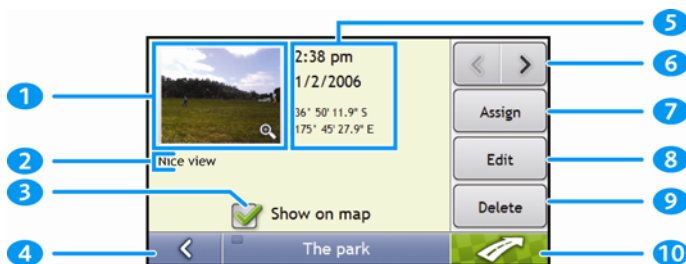 5
1
2:38 pm
1/2/2006
36° 50' 11.9" S
175° 45' 27.9" E
6
Assign
7
2
Nice view
Edit
8
3
Show on map
Delete
9
4
The park
10